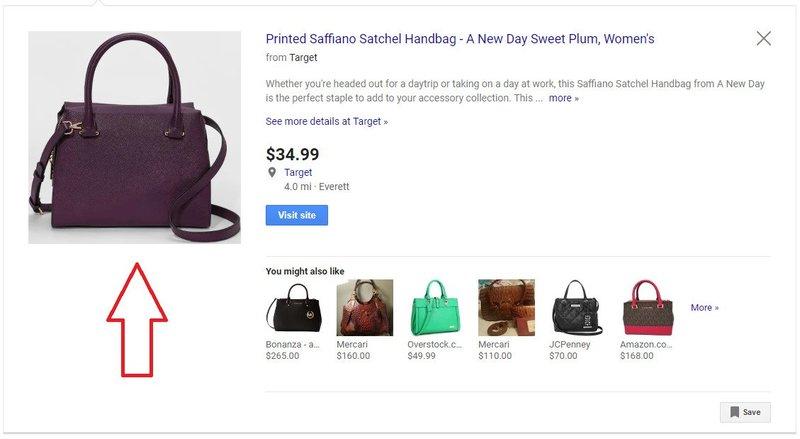 Printed Saffiano Satchel Handbag - A New Day Sweet Plum, Women's
from Target
Whether you're headed out for a daytrip or taking on a day at work, this Saffiano Satchel Handbag from A New Day
is the perfect staple to add to your accessory collection. This ... more »
See more details at Target »
$34.99
Target
4.0 mi · Everett
Visit site
You might also like
Bonanza - a...
$265.00
Mercari
$160.00
Overstock.c...
$49.99
Mercari
$110.00
JCPenney
$70.00
Amazon.co...
$168.00
More »
Save